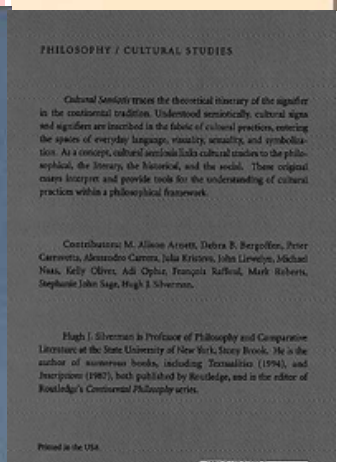 PHILOSOPHY / CULTURAL STUDIES
Cultural Semiosis traces the theoretical itinerary of the signifier
in the continental tradition. Understood semiotically, cultural signs
and signifiers are inscribed in the fabric of cultural practices, entering
the spaces of everyday language, visuality, sexuality, and symboliza-
tion. As a concept, cultural semiosis links cultural studies to the philo-
sophical, the literary, the historical, and the social. These original
essays interpret and provide tools for the understanding of cultural
practices within a philosophical framework.
Contributors: M. Alison Arnett, Debra B. Bergoffen, Peter
Carravetta, Alessandro Carrera, Julia Kristeva, John Llewelyn, Michael
Naas, Kelly Oliver, Adi Ophir, François Raffoul, Mark Roberts,
Stephanie John Sage, Hugh J. Silverman.
Hugh J. Silverman is Professor of Philosophy and Comparative
Literature at the State University of New York, Stony Brook. He is the
author of numerous books, including Textualities (1994), and
Inscriptions (1987), both published by Routledge, and is the editor of
Routledge's Continental Philosophy series.
Printed in the USA